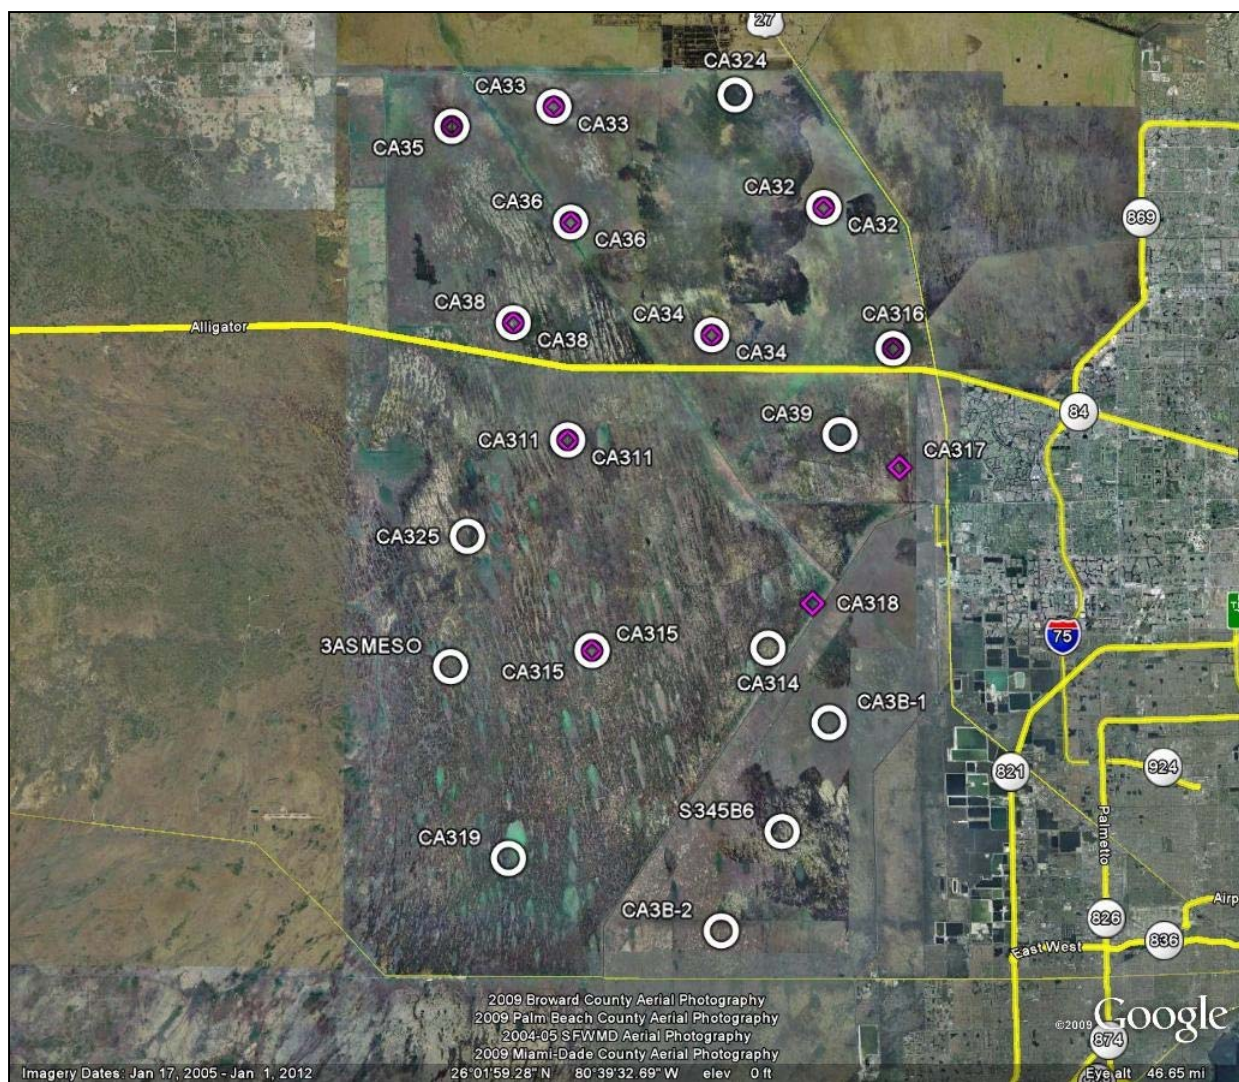 27
CA324
CA33
CA33
CA35
CA32
CA32
CA36
CA36
869
CA38
CA38
CA34
CA34
CA316
Alligator
84
CA39
CA311
CA311
CA317
CA325
CA318
75
CA315
CA315
3ASMESO
CA314
CA3B-1
821
924
S345B6
Palmetto
CA319
CA3B-2
826
Airp
836
East West
2009 Broward County Aerial Photography
2009 Palm Beach County Aerial Photography
2004-05 SFWMD Aerial Photography
2009 Miami-Dade County Aerial Photography
©2009 Google
874
Imagery Dates: Jan 17, 2005 - Jan 1, 2012
26°01'59.28" N 80°39'32.69" W elev 0 ft
Eye alt 46.65 mi